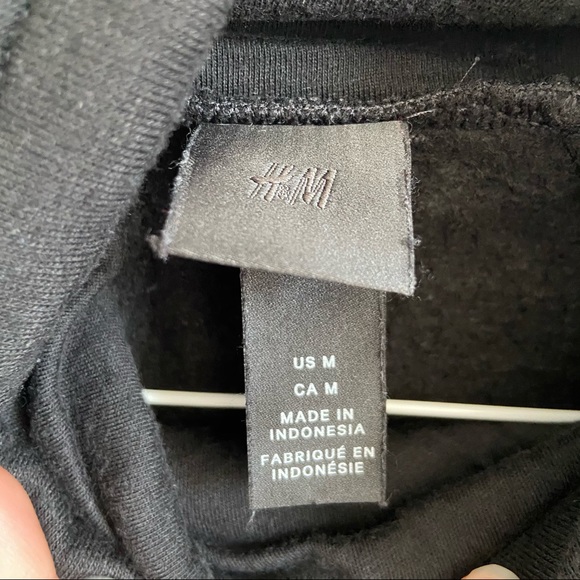 H&M
US M
CA M
MADE IN
INDONESIA
FABRIQUÉ EN
INDONÉSIE